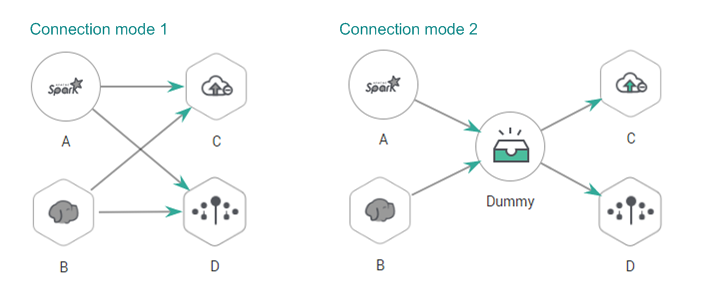 Connection mode 1
Connection mode 2
Spark
Spark
A
C
A
C
Dummy
B
D
B
D